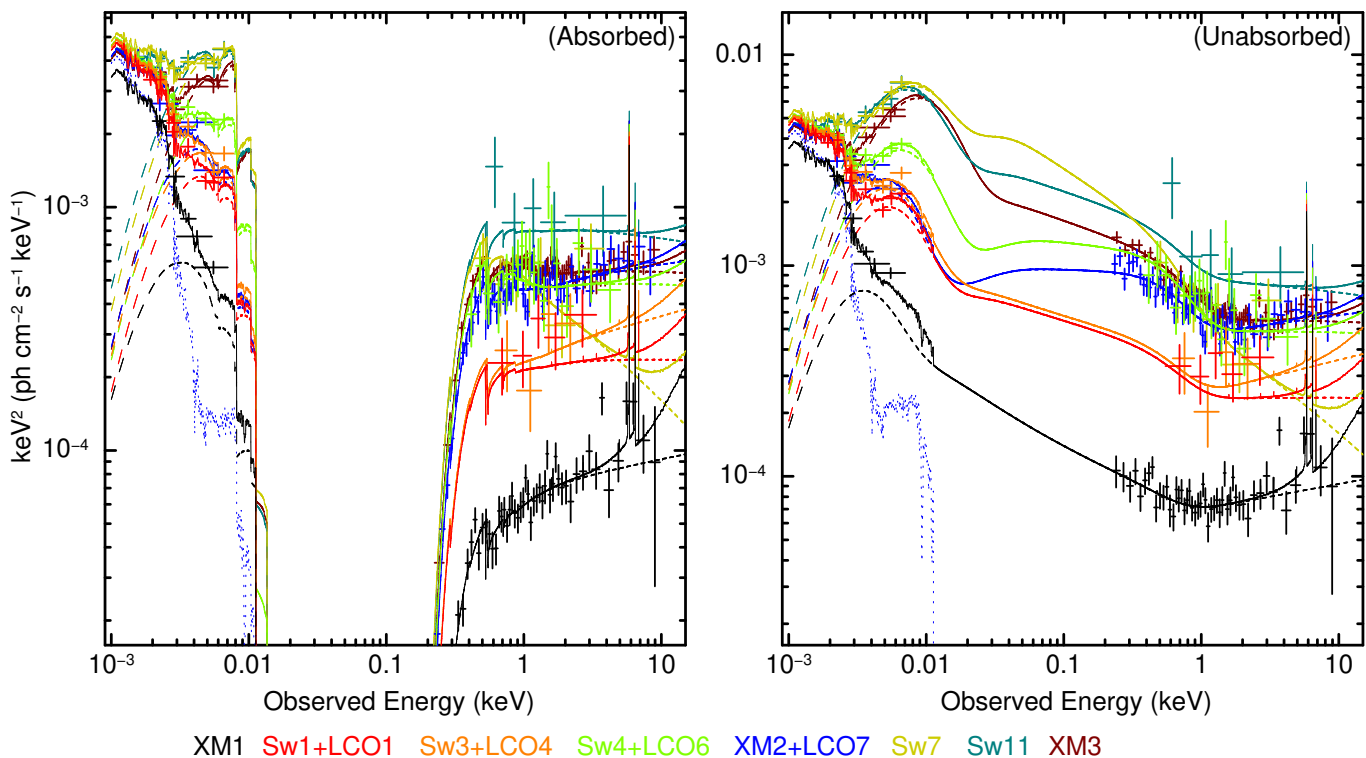 (Absorbed)
(Unabsorbed)
keV² (ph cm−2 s−1 keV−1)
10−3
10−4
0.01
10−3
10−4
10−3 0.01 0.1 1 10
10−3 0.01 0.1 1 10
Observed Energy (keV)
Observed Energy (keV)
XM1 Sw1+LCO1 Sw3+LCO4 Sw4+LCO6 XM2+LCO7 Sw7 Sw11 XM3